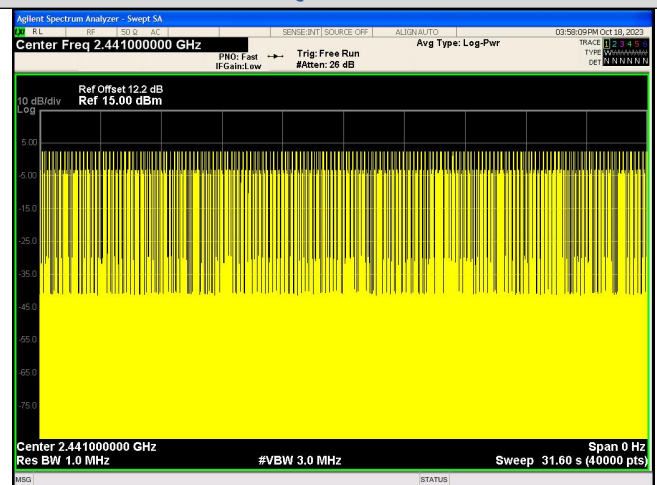 Agilent Spectrum Analyzer - Swept SA
LXI RL RF 50 Ω AC SENSE:INT SOURCE OFF ALIGN AUTO 03:58:09 PM Oct 18, 2023
Center Freq 2.441000000 GHz Avg Type: Log-Pwr TRACE 1 2 3 4 5 6
PNO: Fast Trig: Free Run TYPE
IFGain:Low #Atten: 26 dB DET N N N N N N
Ref Offset 12.2 dB
10 dB/div Ref 15.00 dBm
Log
5.00
-5.00
-15.0
-25.0
-35.0
-45.0
-55.0
-65.0
-75.0
Center 2.441000000 GHz Span 0 Hz
Res BW 1.0 MHz #VBW 3.0 MHz Sweep 31.60 s (40000 pts)
MSG STATUS